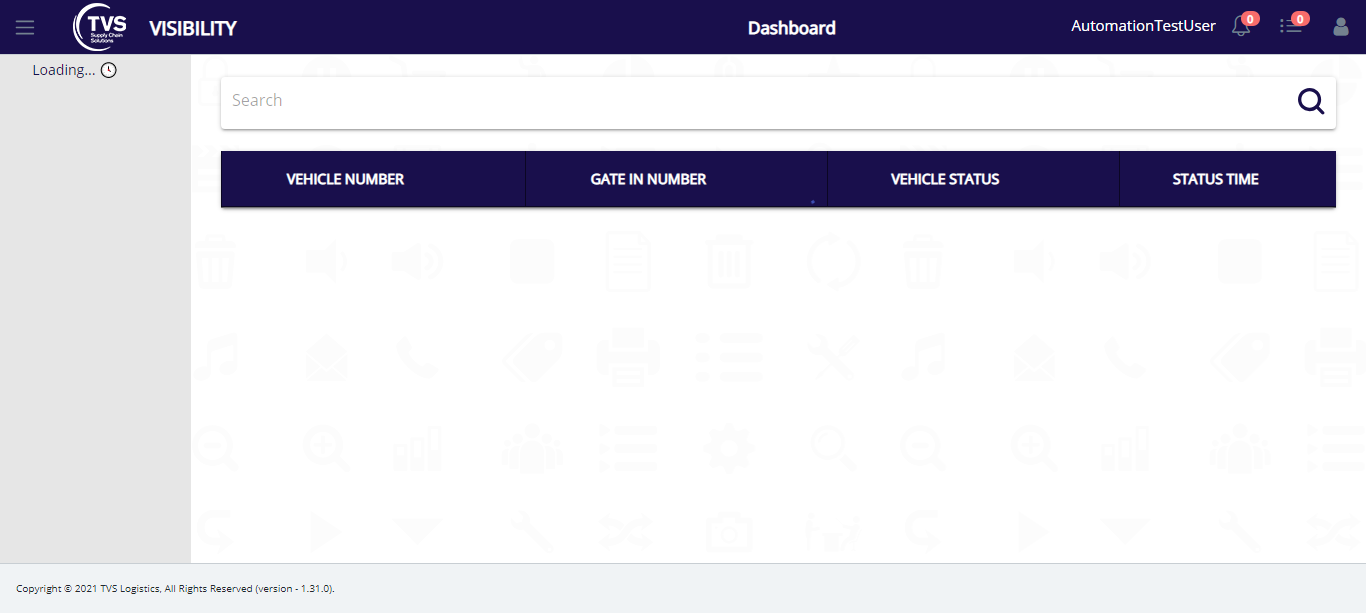 TVS
Supply Chain
Solutions
VISIBILITY
Dashboard
AutomationTestUser
0
0
Loading...
Search
VEHICLE NUMBER
GATE IN NUMBER
VEHICLE STATUS
STATUS TIME
Copyright © 2021 TVS Logistics, All Rights Reserved (version - 1.31.0).